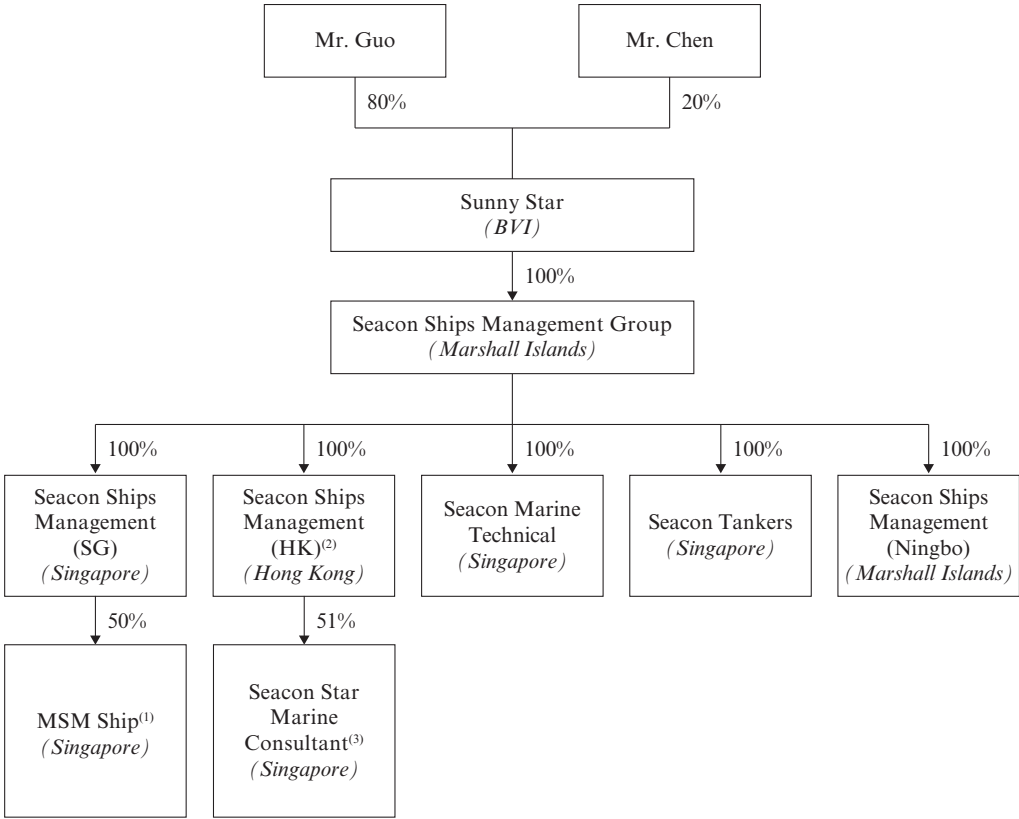 Mr. Guo
Mr. Chen
80%
20%
Sunny Star
(BVI)
100%
Seacon Ships Management Group
(Marshall Islands)
100%
100%
100%
100%
100%
Seacon Ships
Management
(SG)
(Singapore)
Seacon Ships
Management
(HK)(2)
(Hong Kong)
Seacon Marine
Technical
(Singapore)
Seacon Tankers
(Singapore)
Seacon Ships
Management
(Ningbo)
(Marshall Islands)
50%
51%
MSM Ship(1)
(Singapore)
Seacon Star
Marine
Consultant(3)
(Singapore)